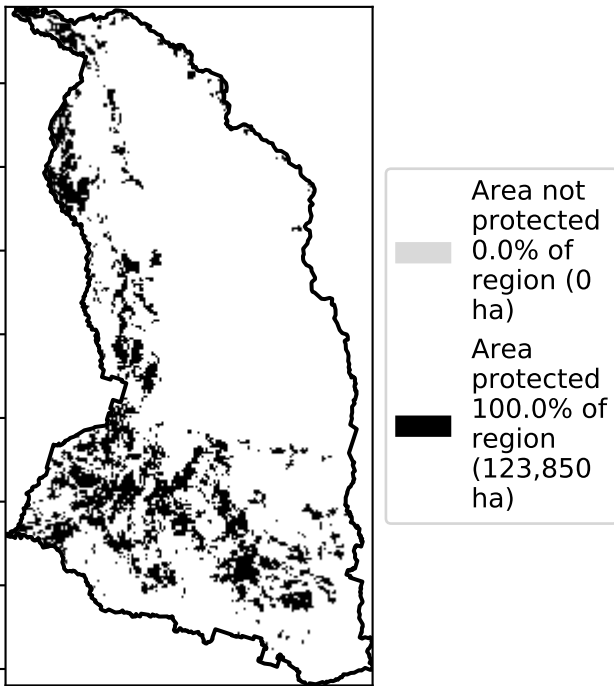 Area not
protected
0.0% of
region (0
ha)
Area
protected
100.0% of
region
(123,850
ha)